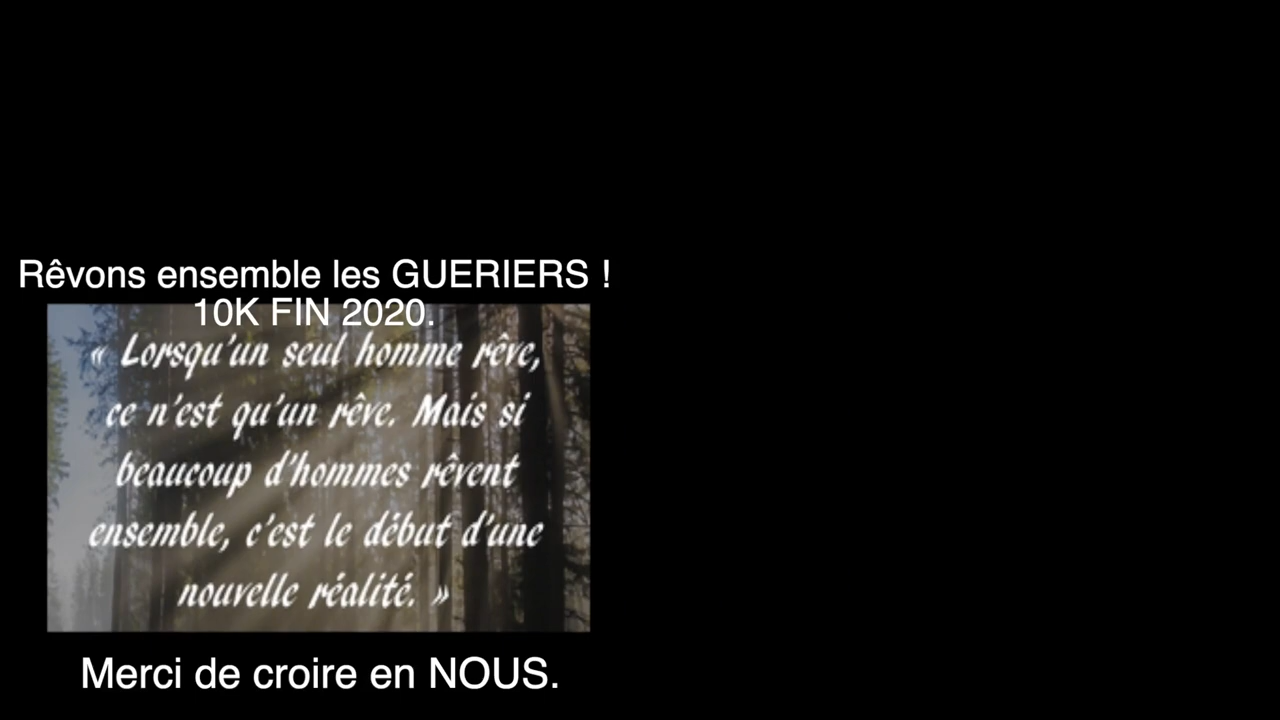 Rêvons ensemble les GUERIERS !
10K FIN 2020.
« Lorsqu'un seul homme rêve,
ce n'est qu'un rêve. Mais si
beaucoup d'hommes rêvent
ensemble, c'est le début d'une
nouvelle réalité. »
Merci de croire en NOUS.